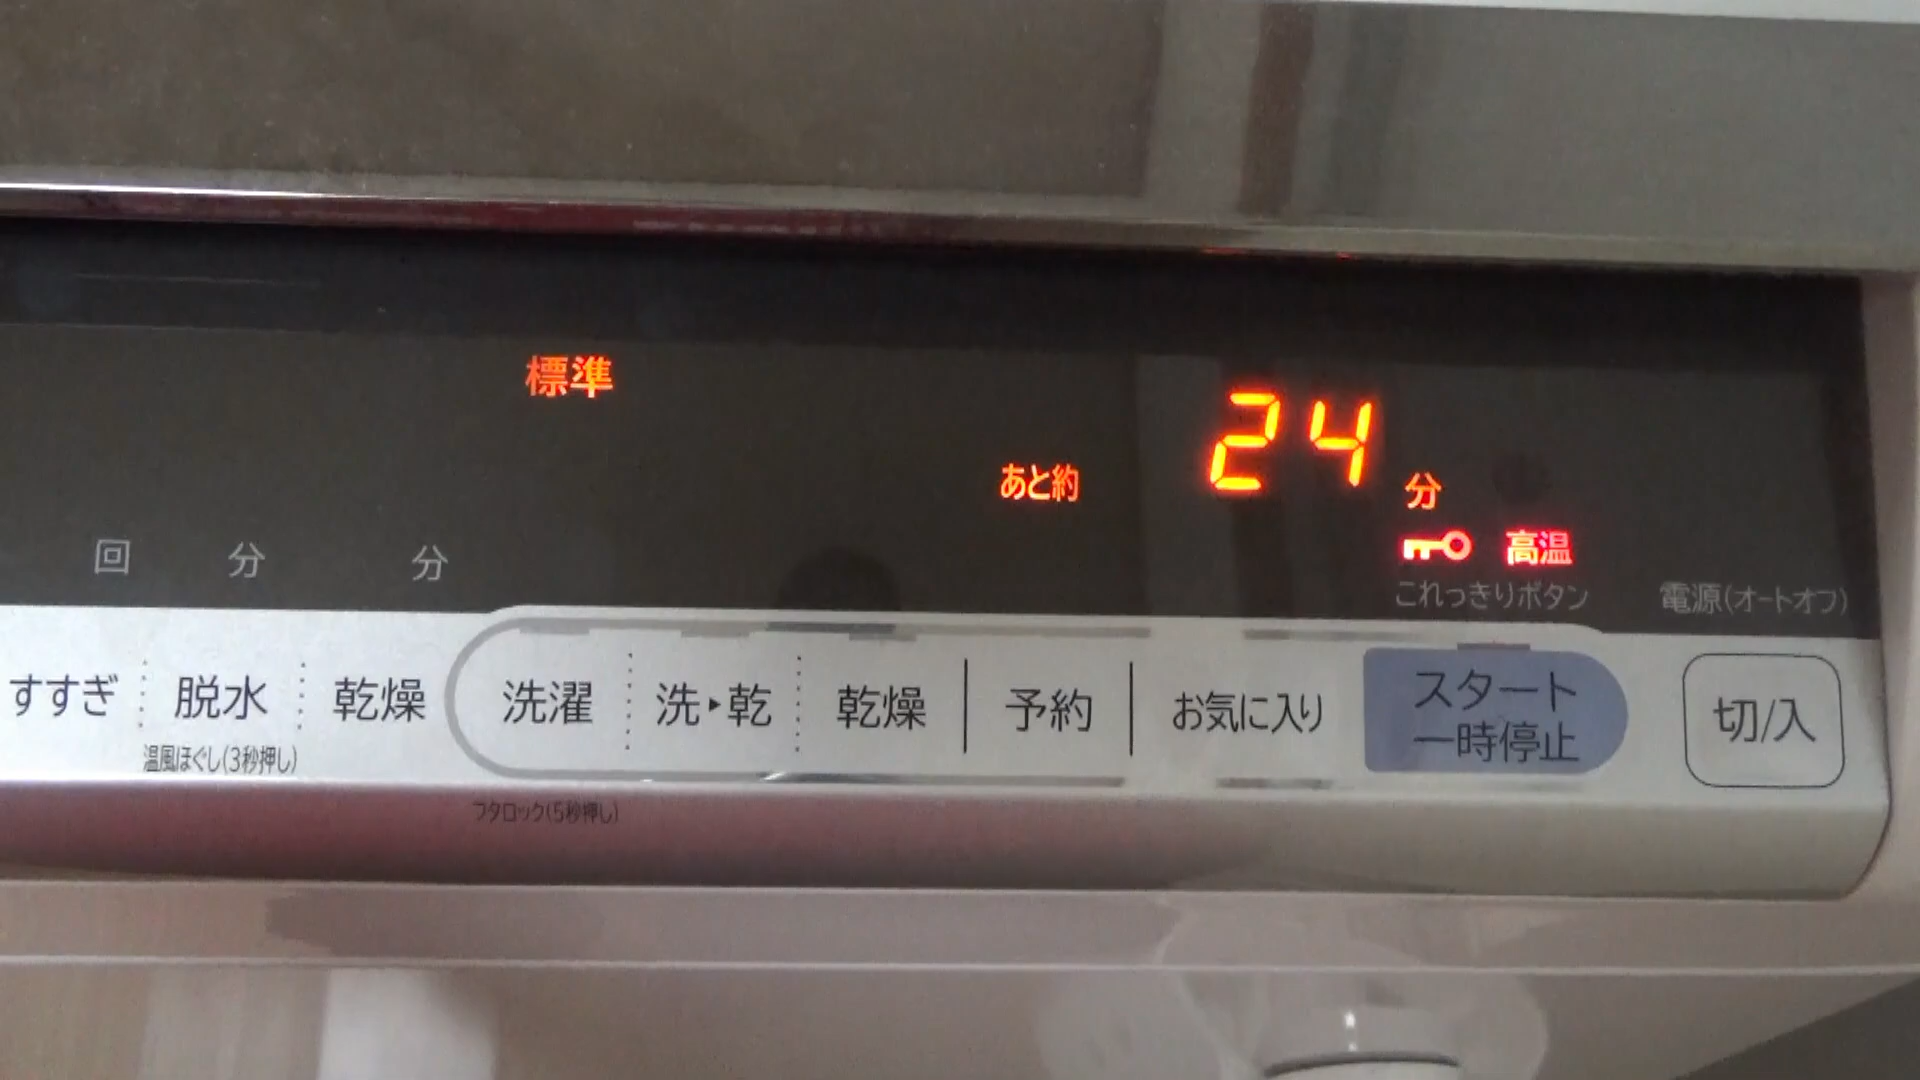 標準
24
あと約
分
高温
回 分 分
これっきりボタン 電源(オートオフ)
すすぎ 脱水 乾燥 洗濯 洗▸乾 乾燥 予約 お気に入り スタート 切/入
一時停止
温風ほぐし(3秒押し)
フタロック(5秒押し)